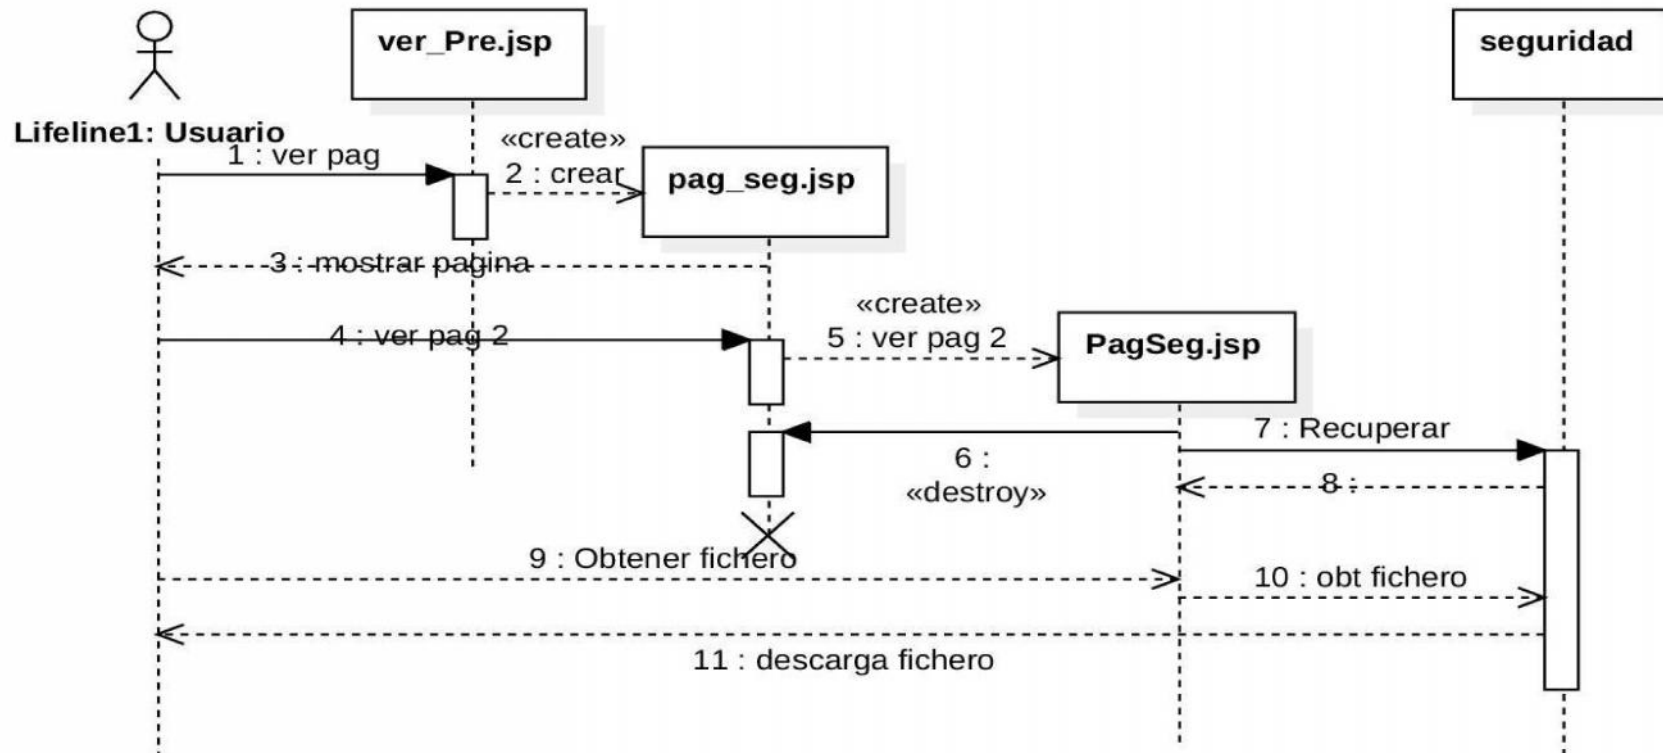 ver_Pre.jsp
seguridad
Lifeline1: Usuario
«create»
1 : ver pag
2 : crear
pag_seg.jsp
3 : mostrar pagina
«create»
4 : ver pag 2
5 : ver pag 2
PagSeg.jsp
7 : Recuperar
6 :
«destroy»
8 :
9 : Obtener fichero
10 : obt fichero
11 : descarga fichero